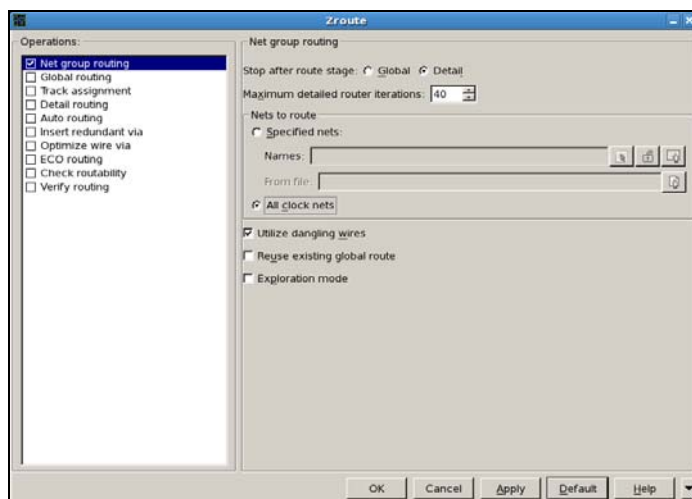 Zroute
Operations:
Net group routing
Global routing
Track assignment
Detail routing
Auto routing
Insert redundant via
Optimize wire via
ECO routing
Check routability
Verify routing
Net group routing
Stop after route stage: Global Detail
Maximum detailed router iterations: 40
Nets to route
Specified nets:
Names:
From file:
All clock nets
Utilize dangling wires
Reuse existing global route
Exploration mode
OK Cancel Apply Default Help